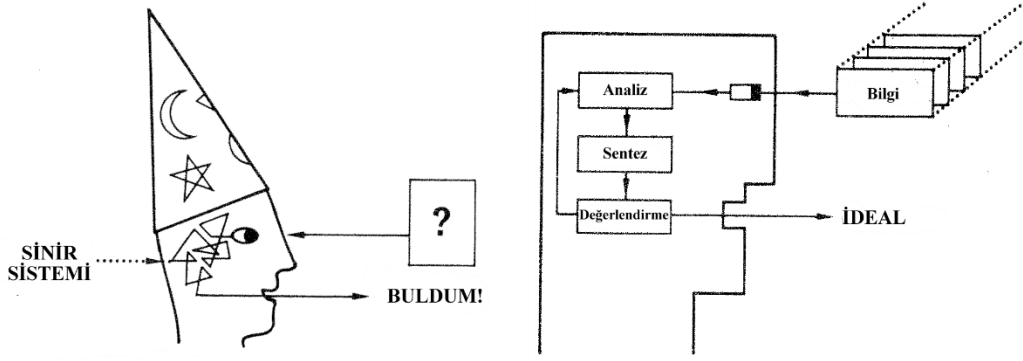 ?
SİNİR
SİSTEMİ
BULDUM!
Bilgi
Analiz
Sentez
Değerlendirme
İDEAL